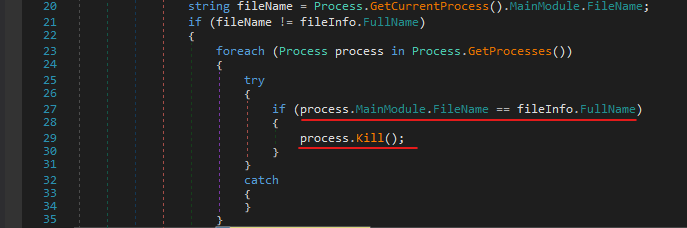 20 string fileName = Process.GetCurrentProcess().MainModule.FileName;
21 if (fileName != fileInfo.FullName)
22 {
23 foreach (Process process in Process.GetProcesses())
24 {
25 try
26 {
27 if (process.MainModule.FileName == fileInfo.FullName)
28 {
29 process.Kill();
30 }
31 }
32 catch
33 {
34 }
35 }